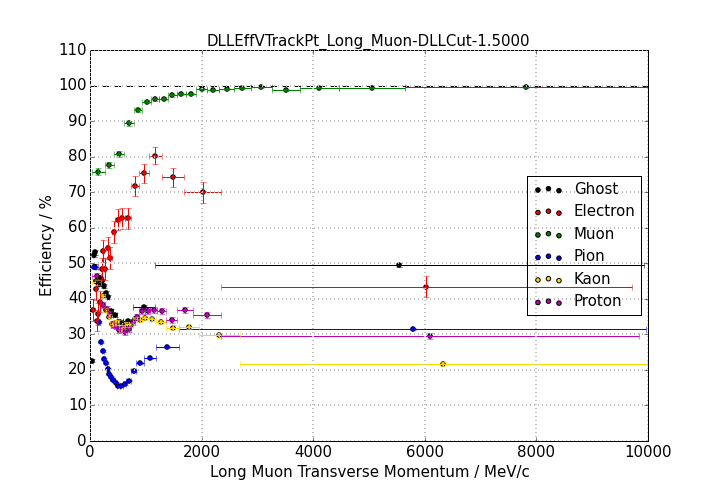 DLLEffVTrackPt_Long_Muon-DLLCut-1.5000
110
100
90
80
70
60
50
40
30
20
10
0
Efficiency / %
Ghost
Electron
Muon
Pion
Kaon
Proton
0 2000 4000 6000 8000 10000
Long Muon Transverse Momentum / MeV/c